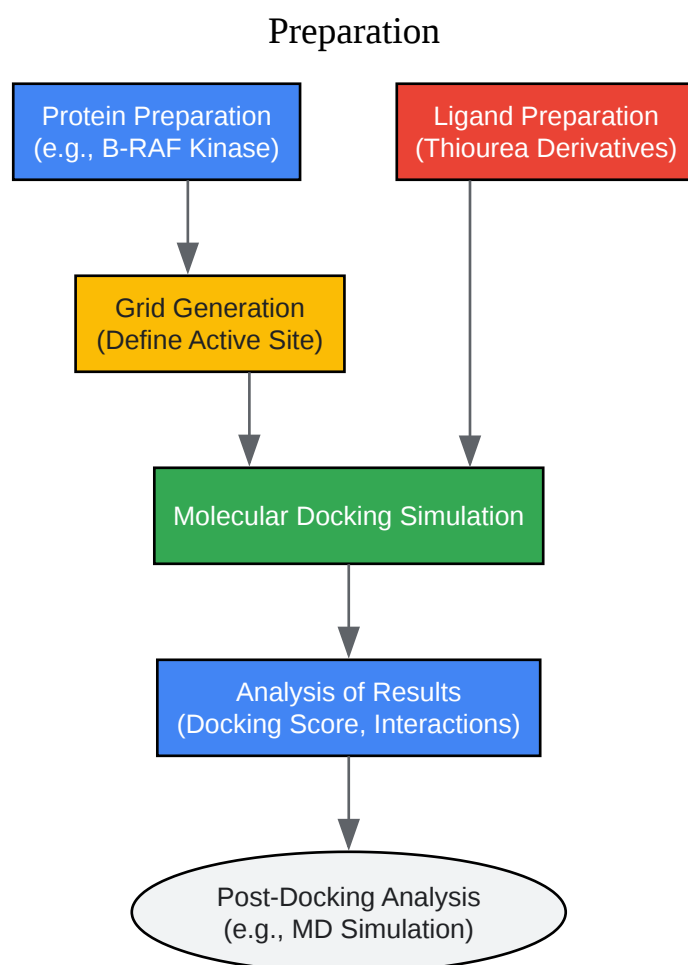 Preparation
Protein Preparation
(e.g., B-RAF Kinase)
Ligand Preparation
(Thiourea Derivatives)
Grid Generation
(Define Active Site)
Molecular Docking Simulation
Analysis of Results
(Docking Score, Interactions)
Post-Docking Analysis
(e.g., MD Simulation)